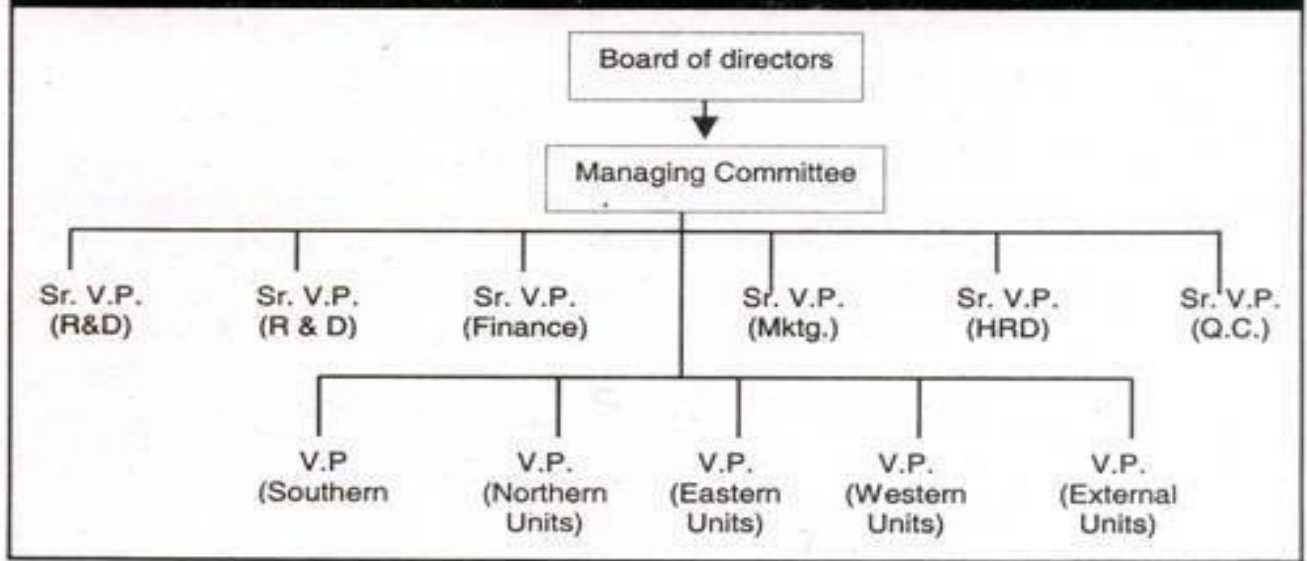 Board of directors
Managing Committee
Sr. V.P.
(R&D)
Sr. V.P.
(R & D)
Sr. V.P.
(Finance)
Sr. V.P.
(Mktg.)
Sr. V.P.
(HRD)
Sr. V.P.
(Q.C.)
V.P
(Southern
V.P.
(Northern
Units)
V.P.
(Eastern
Units)
V.P.
(Western
Units)
V.P.
(External
Units)